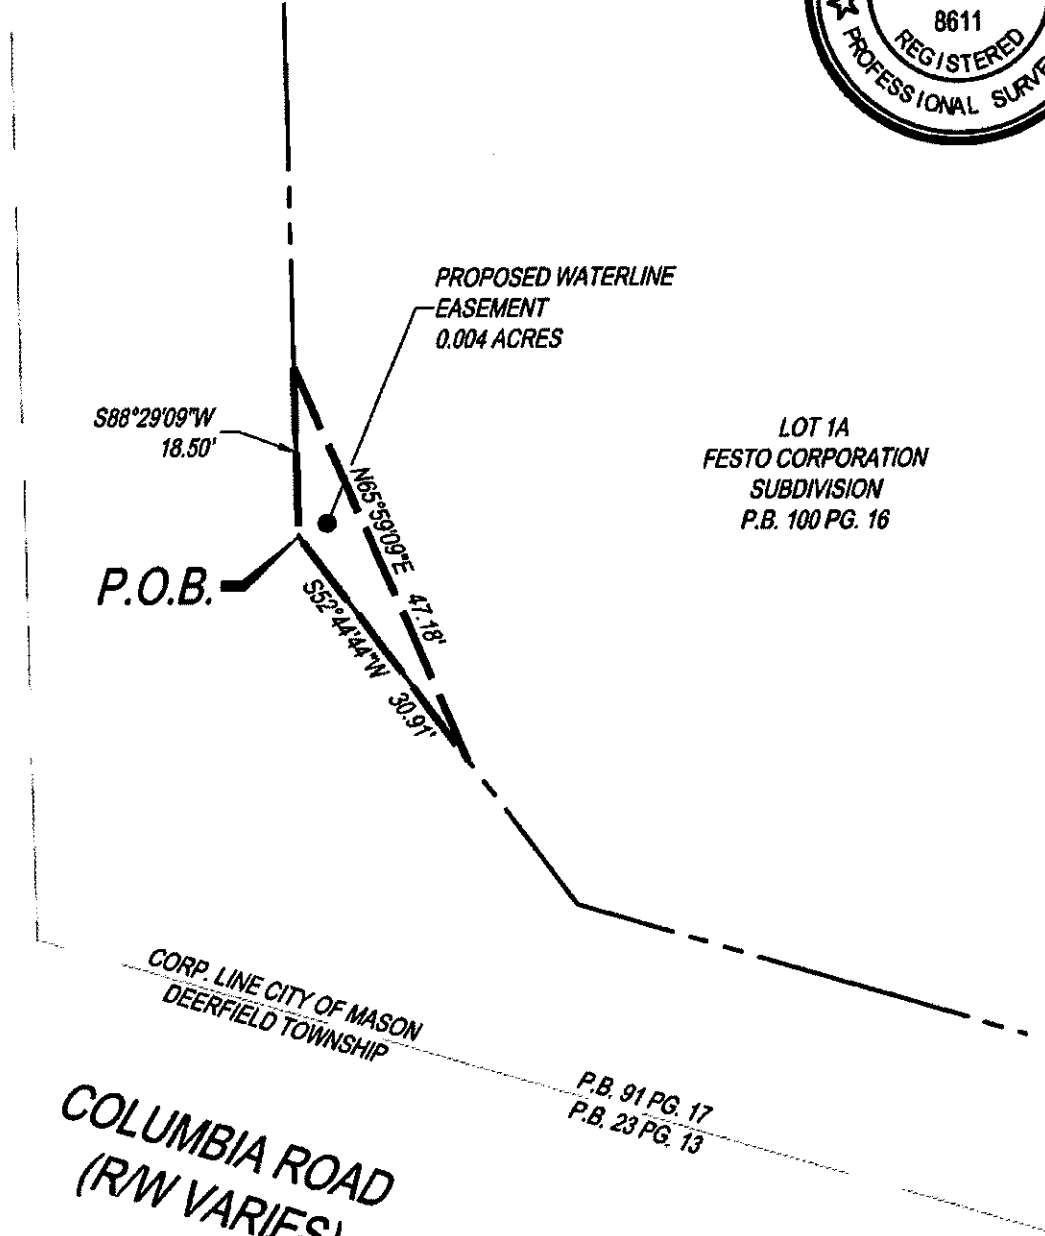 8611
REGISTERED
PROFESSIONAL SURVE
PROPOSED WATERLINE
EASEMENT
0.004 ACRES
S88°29'09"W
18.50'
LOT 1A
FESTO CORPORATION
SUBDIVISION
P.B. 100 PG. 16
N65°59'09"E 47.18'
P.O.B.
S52°44'44"W 30.91'
CORP. LINE CITY OF MASON
DEERFIELD TOWNSHIP
P.B. 91 PG. 17
P.B. 23 PG. 13
COLUMBIA ROAD
(R/W VARIES)